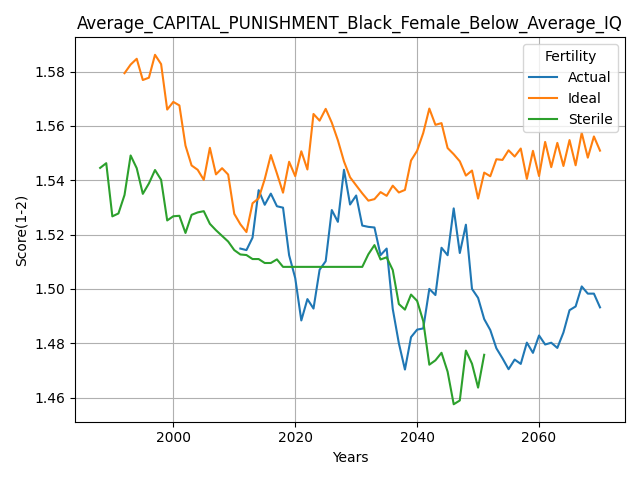 Average_CAPITAL_PUNISHMENT_Black_Female_Below_Average_IQ
Fertility
Actual
Ideal
Sterile
Score(1-2)
1.58
1.56
1.54
1.52
1.50
1.48
1.46
2000
2020
2040
2060
Years